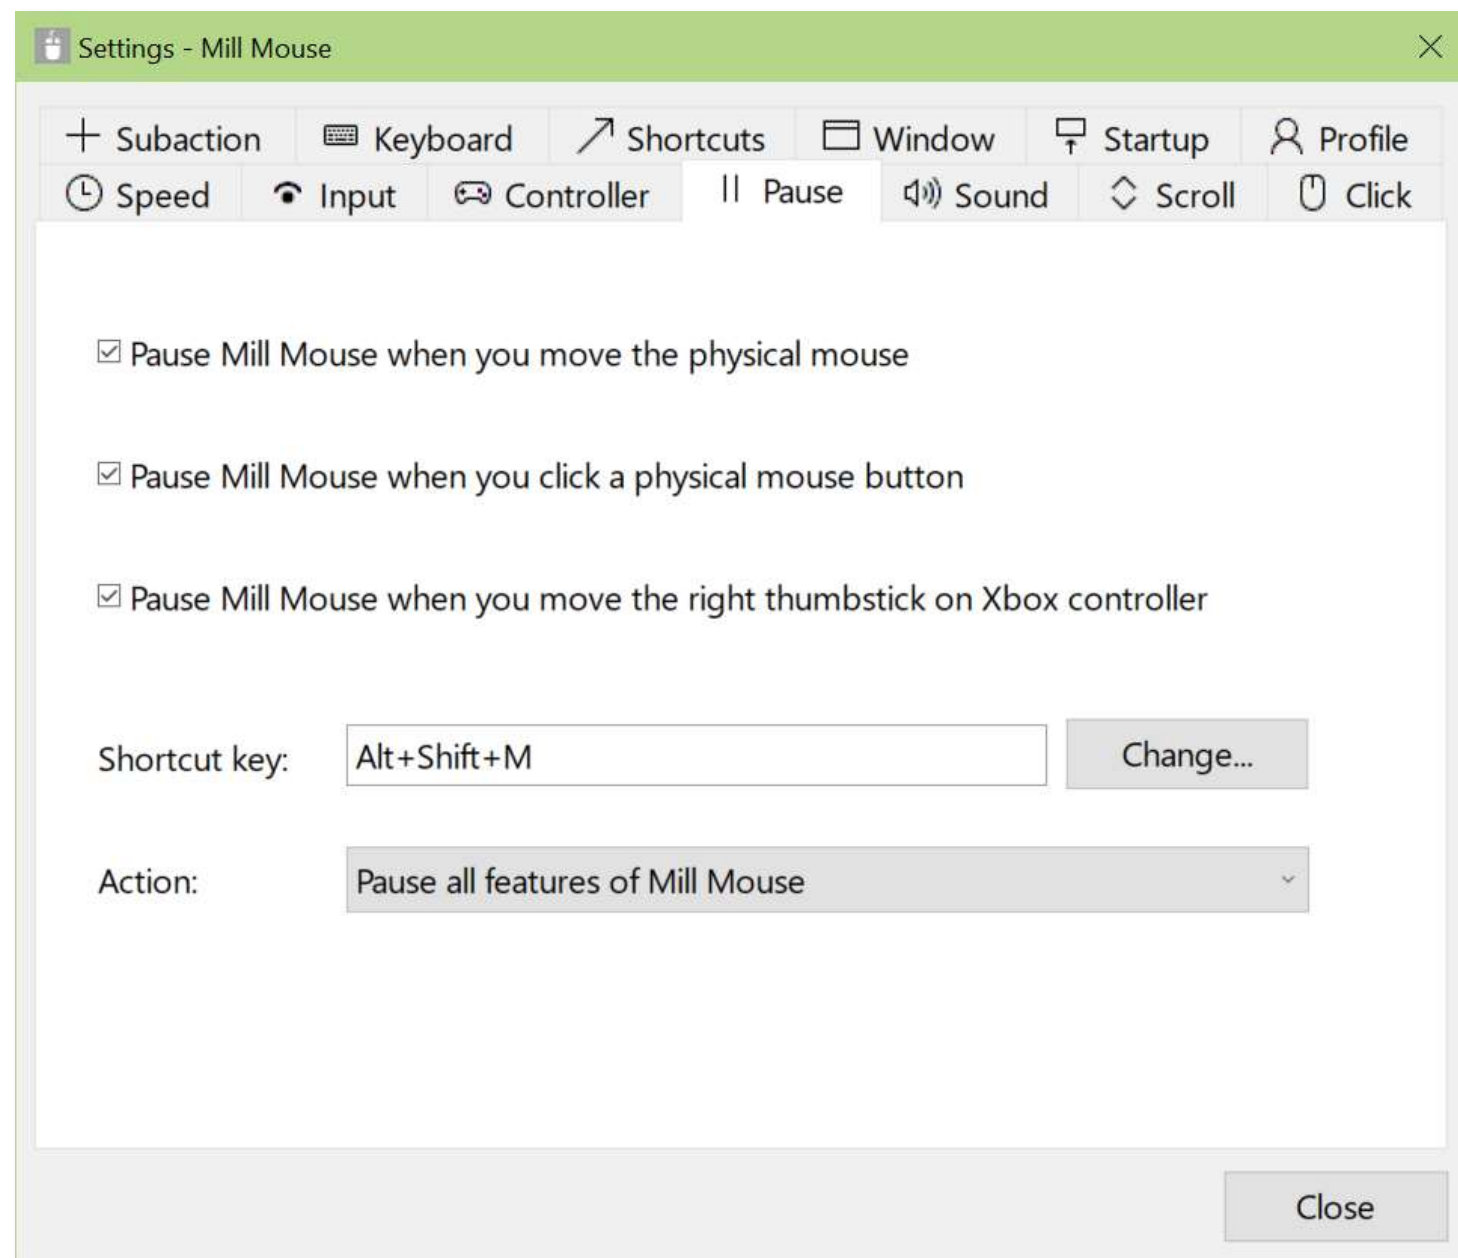 Settings - Mill Mouse
Subaction Keyboard Shortcuts Window Startup Profile
Speed Input Controller Pause Sound Scroll Click
Pause Mill Mouse when you move the physical mouse
Pause Mill Mouse when you click a physical mouse button
Pause Mill Mouse when you move the right thumbstick on Xbox controller
Shortcut key: Alt+Shift+M Change...
Action: Pause all features of Mill Mouse
Close